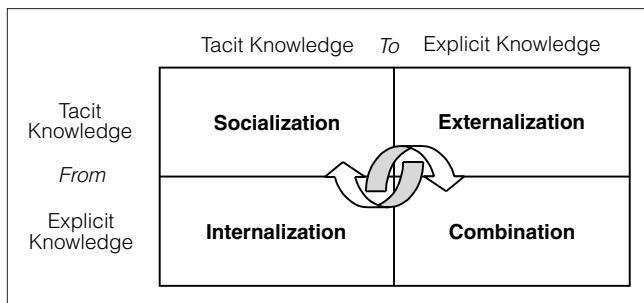 Tacit Knowledge To Explicit Knowledge
Tacit
Knowledge
Socialization
Externalization
From
Explicit
Knowledge
Internalization
Combination